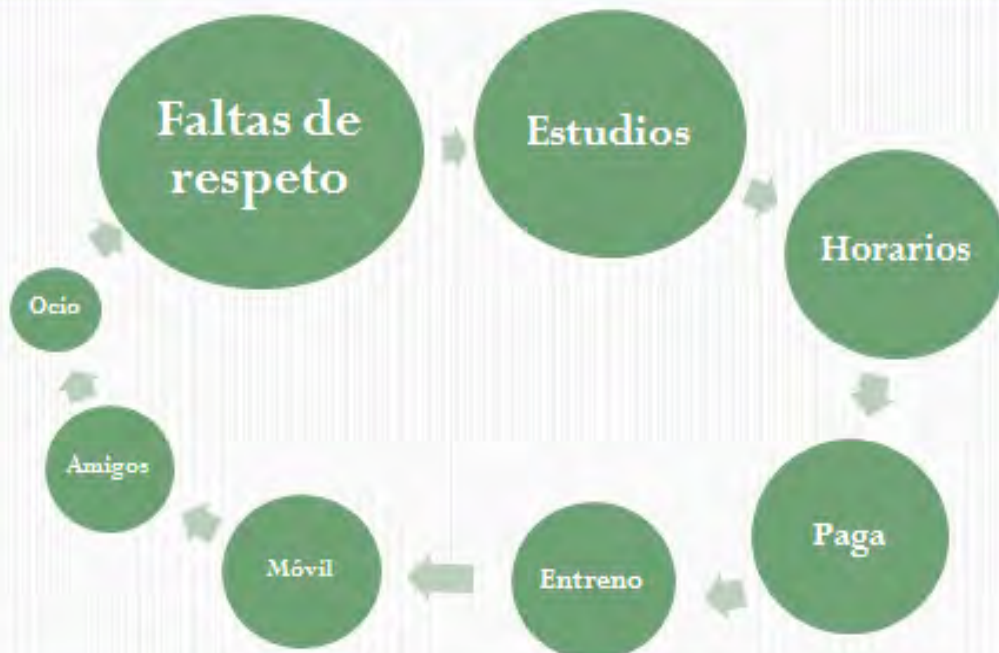 Faltas de
respeto
Estudios
Horarios
Paga
Entreno
Móvil
Amigos
Ocio